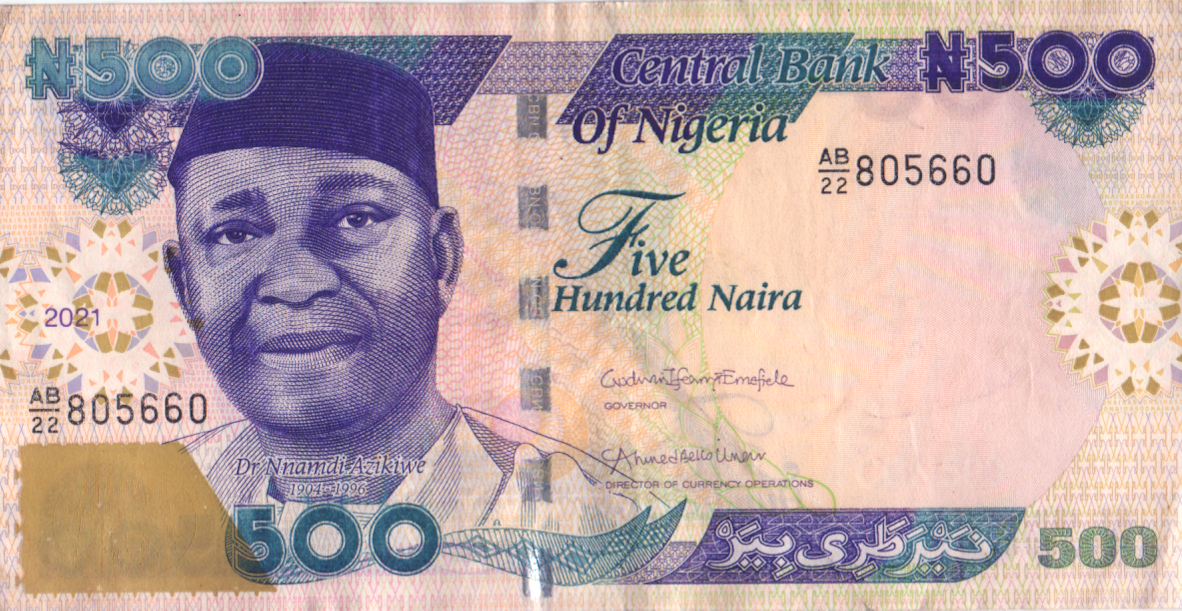 ₦500
Central Bank
Of Nigeria
₦500
AB
22 805660
Five
Hundred Naira
2021
Godwin Ifeanyi Emefiele
GOVERNOR
AB
22 805660
Ahmed Bello Umar
DIRECTOR OF CURRENCY OPERATIONS
Dr Nnamdi Azikiwe
1904-1996
500
نَيْرَ طَرِى بِيَرْ
500